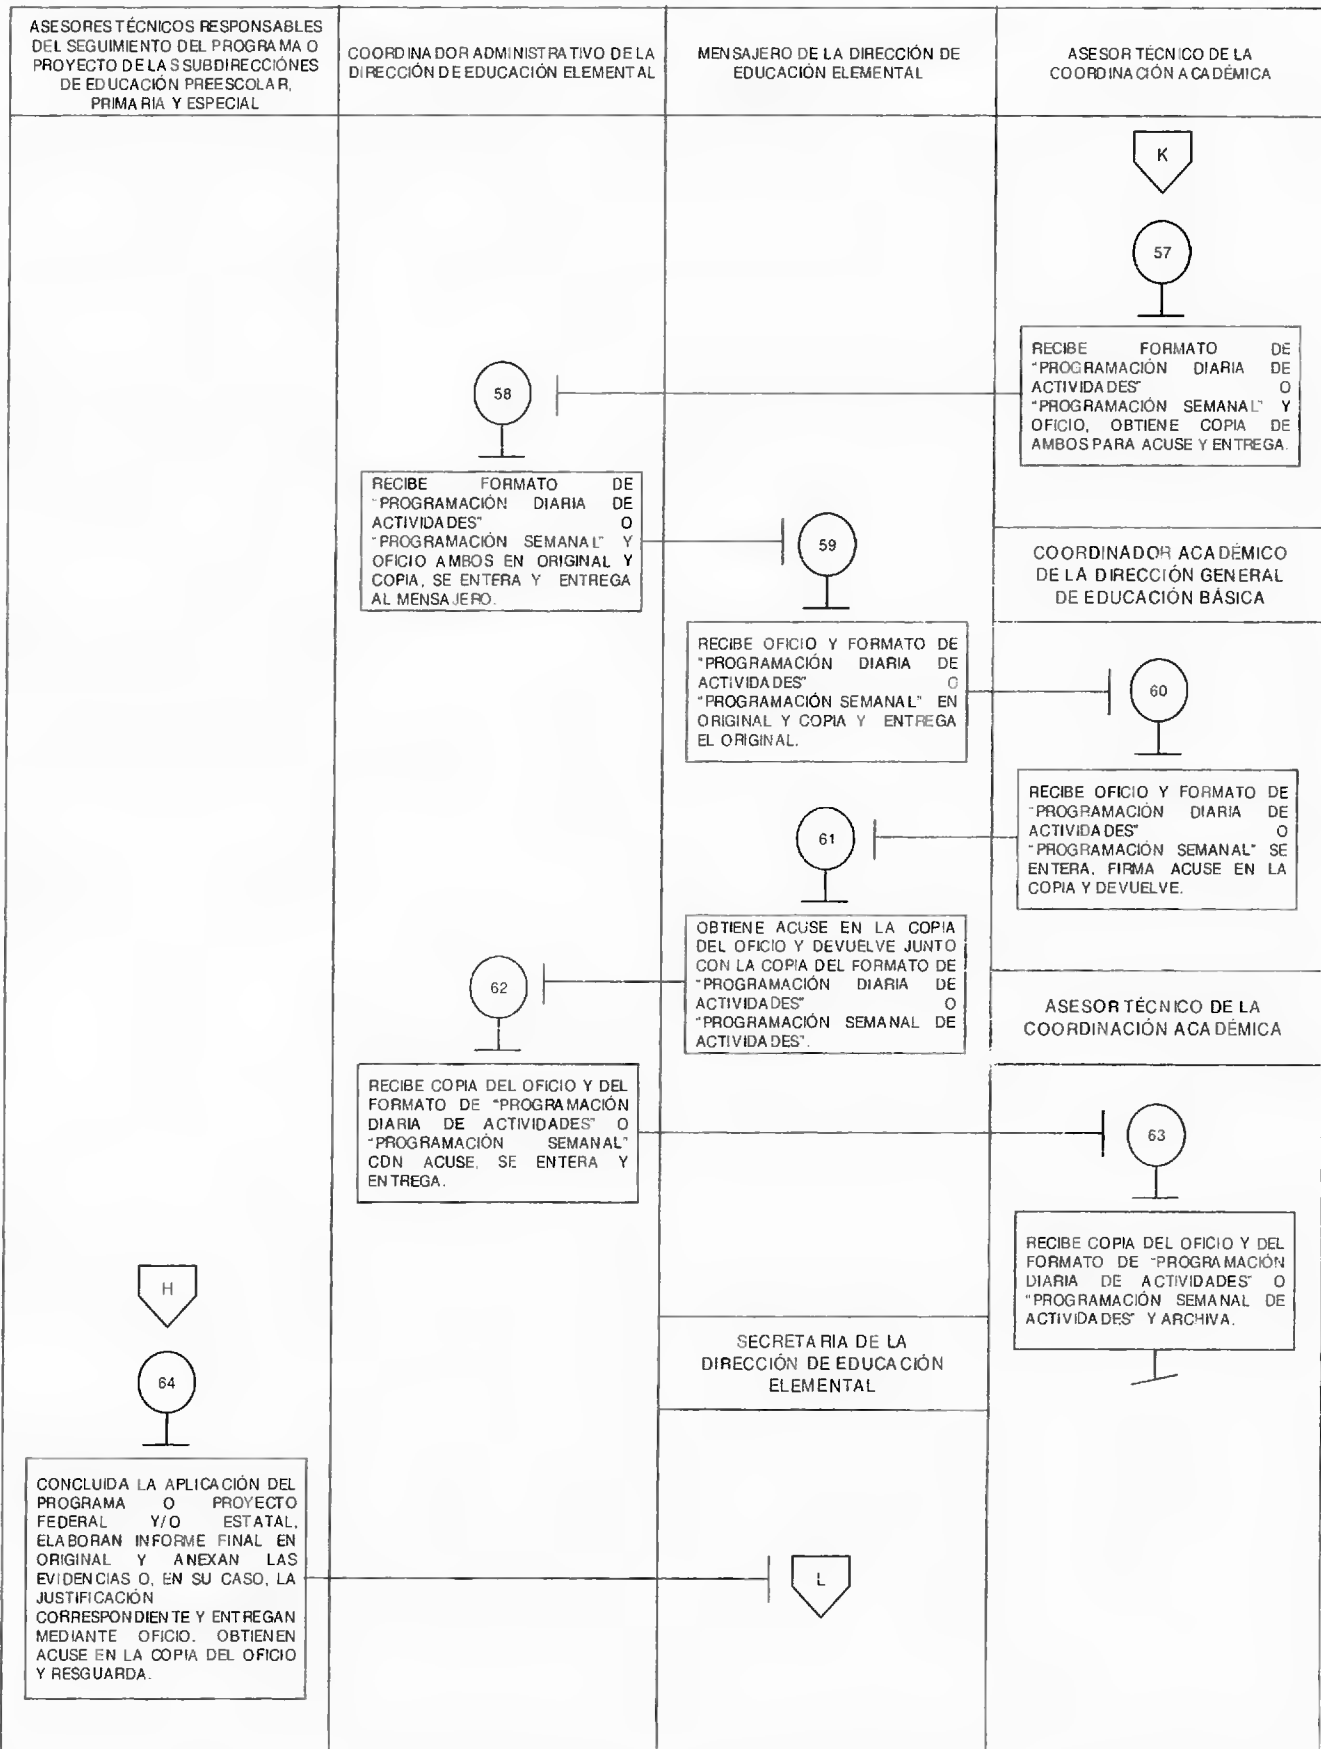 ASESORES TÉCNICOS RESPONSABLES
DEL SEGUIMIENTO DEL PROGRAMA O
PROYECTO DE LAS SUBDIRECCIÓNES
DE EDUCACIÓN PREESCOLAR,
PRIMARIA Y ESPECIAL
COORDINADOR ADMINISTRATIVO DE LA
DIRECCIÓN DE EDUCACIÓN ELEMENTAL
MENSAJERO DE LA DIRECCIÓN DE
EDUCACIÓN ELEMENTAL
ASESOR TÉCNICO DE LA
COORDINACIÓN ACADÉMICA
K
57
RECIBE FORMATO DE
"PROGRAMACIÓN DIARIA DE
ACTIVIDADES" O
"PROGRAMACIÓN SEMANAL" Y
OFICIO, OBTIENE COPIA DE
AMBOS PARA ACUSE Y ENTREGA.
58
RECIBE FORMATO DE
"PROGRAMACIÓN DIARIA DE
ACTIVIDADES" O
"PROGRAMACIÓN SEMANAL" Y
OFICIO AMBOS EN ORIGINAL Y
COPIA, SE ENTERA Y ENTREGA
AL MENSAJERO.
59
COORDINADOR ACADÉMICO
DE LA DIRECCIÓN GENERAL
DE EDUCACIÓN BÁSICA
RECIBE OFICIO Y FORMATO DE
"PROGRAMACIÓN DIARIA DE
ACTIVIDADES" O
"PROGRAMACIÓN SEMANAL" EN
ORIGINAL Y COPIA Y ENTREGA
EL ORIGINAL.
60
RECIBE OFICIO Y FORMATO DE
"PROGRAMACIÓN DIARIA DE
ACTIVIDADES" O
"PROGRAMACIÓN SEMANAL" SE
ENTERA, FIRMA ACUSE EN LA
COPIA Y DEVUELVE.
61
OBTIENE ACUSE EN LA COPIA
DEL OFICIO Y DEVUELVE JUNTO
CON LA COPIA DEL FORMATO DE
"PROGRAMACIÓN DIARIA DE
ACTIVIDADES" O
"PROGRAMACIÓN SEMANAL DE
ACTIVIDADES".
62
ASESOR TÉCNICO DE LA
COORDINACIÓN ACADÉMICA
RECIBE COPIA DEL OFICIO Y DEL
FORMATO DE "PROGRAMACIÓN
DIARIA DE ACTIVIDADES" O
"PROGRAMACIÓN SEMANAL"
CON ACUSE, SE ENTERA Y
ENTREGA.
63
RECIBE COPIA DEL OFICIO Y DEL
FORMATO DE "PROGRAMACIÓN
DIARIA DE ACTIVIDADES" O
"PROGRAMACIÓN SEMANAL DE
ACTIVIDADES" Y ARCHIVA.
H
64
SECRETARIA DE LA
DIRECCIÓN DE EDUCACIÓN
ELEMENTAL
CONCLUIDA LA APLICACIÓN DEL
PROGRAMA O PROYECTO
FEDERAL Y/O ESTATAL,
ELABORAN INFORME FINAL EN
ORIGINAL Y ANEXAN LAS
EVIDENCIAS O, EN SU CASO, LA
JUSTIFICACIÓN
CORRESPONDIENTE Y ENTREGAN
MEDIANTE OFICIO. OBTIENEN
ACUSE EN LA COPIA DEL OFICIO
Y RESGUARDA.
L